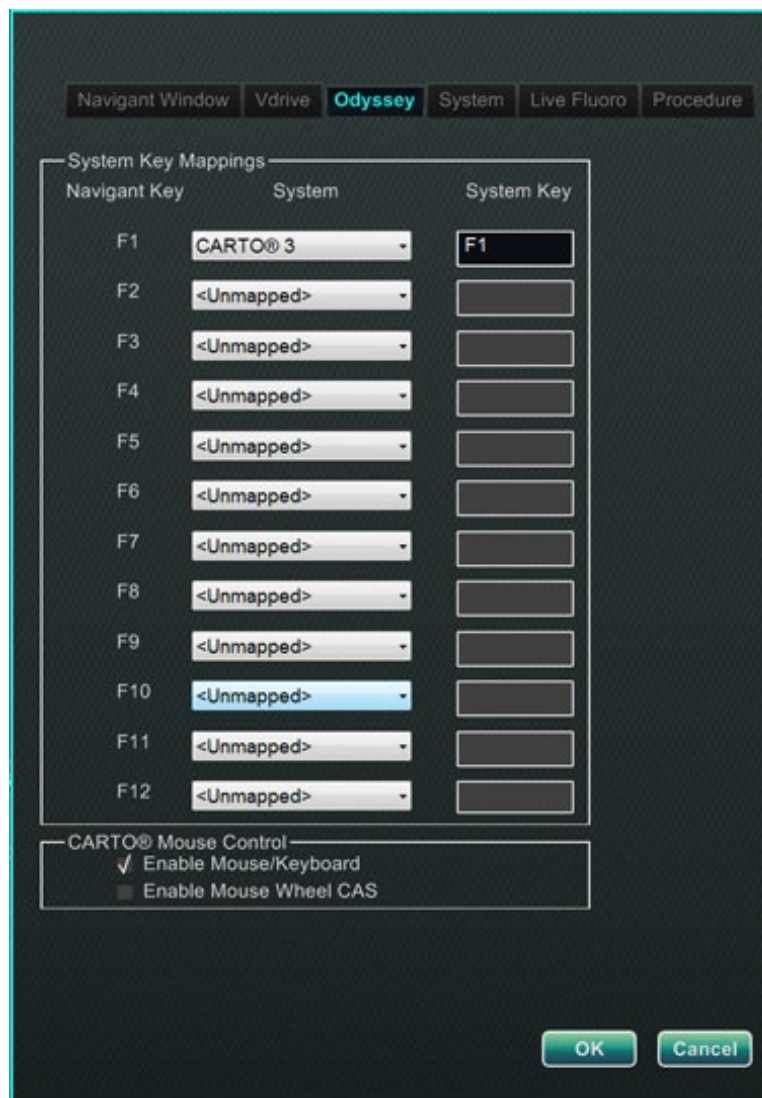 Navigant Window Vdrive Odyssey System Live Fluoro Procedure
System Key Mappings
Navigant Key System System Key
F1 CARTO® 3 F1
F2 <Unmapped>
F3 <Unmapped>
F4 <Unmapped>
F5 <Unmapped>
F6 <Unmapped>
F7 <Unmapped>
F8 <Unmapped>
F9 <Unmapped>
F10 <Unmapped>
F11 <Unmapped>
F12 <Unmapped>
CARTO® Mouse Control
Enable Mouse/Keyboard
Enable Mouse Wheel CAS
OK Cancel